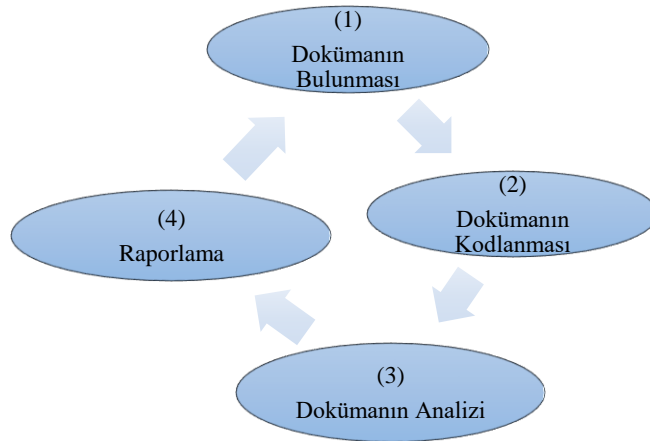 (1)
Dokümanın
Bulunması
(2)
Dokümanın
Kodlanması
(3)
Dokümanın Analizi
(4)
Raporlama